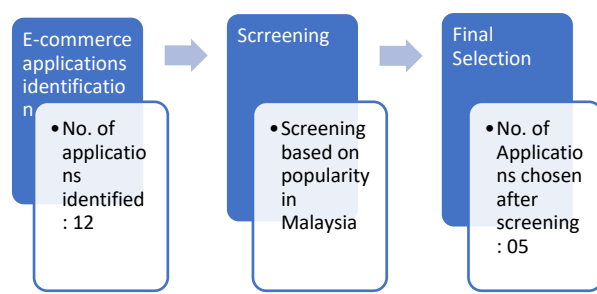 E-commerce
applications
identificatio
n
•No. of
applicatio
ns
identified
: 12
Scrreening
•Screening
based on
popularity
in
Malaysia
Final
Selection
•No. of
Applicatio
ns chosen
after
screening
: 05